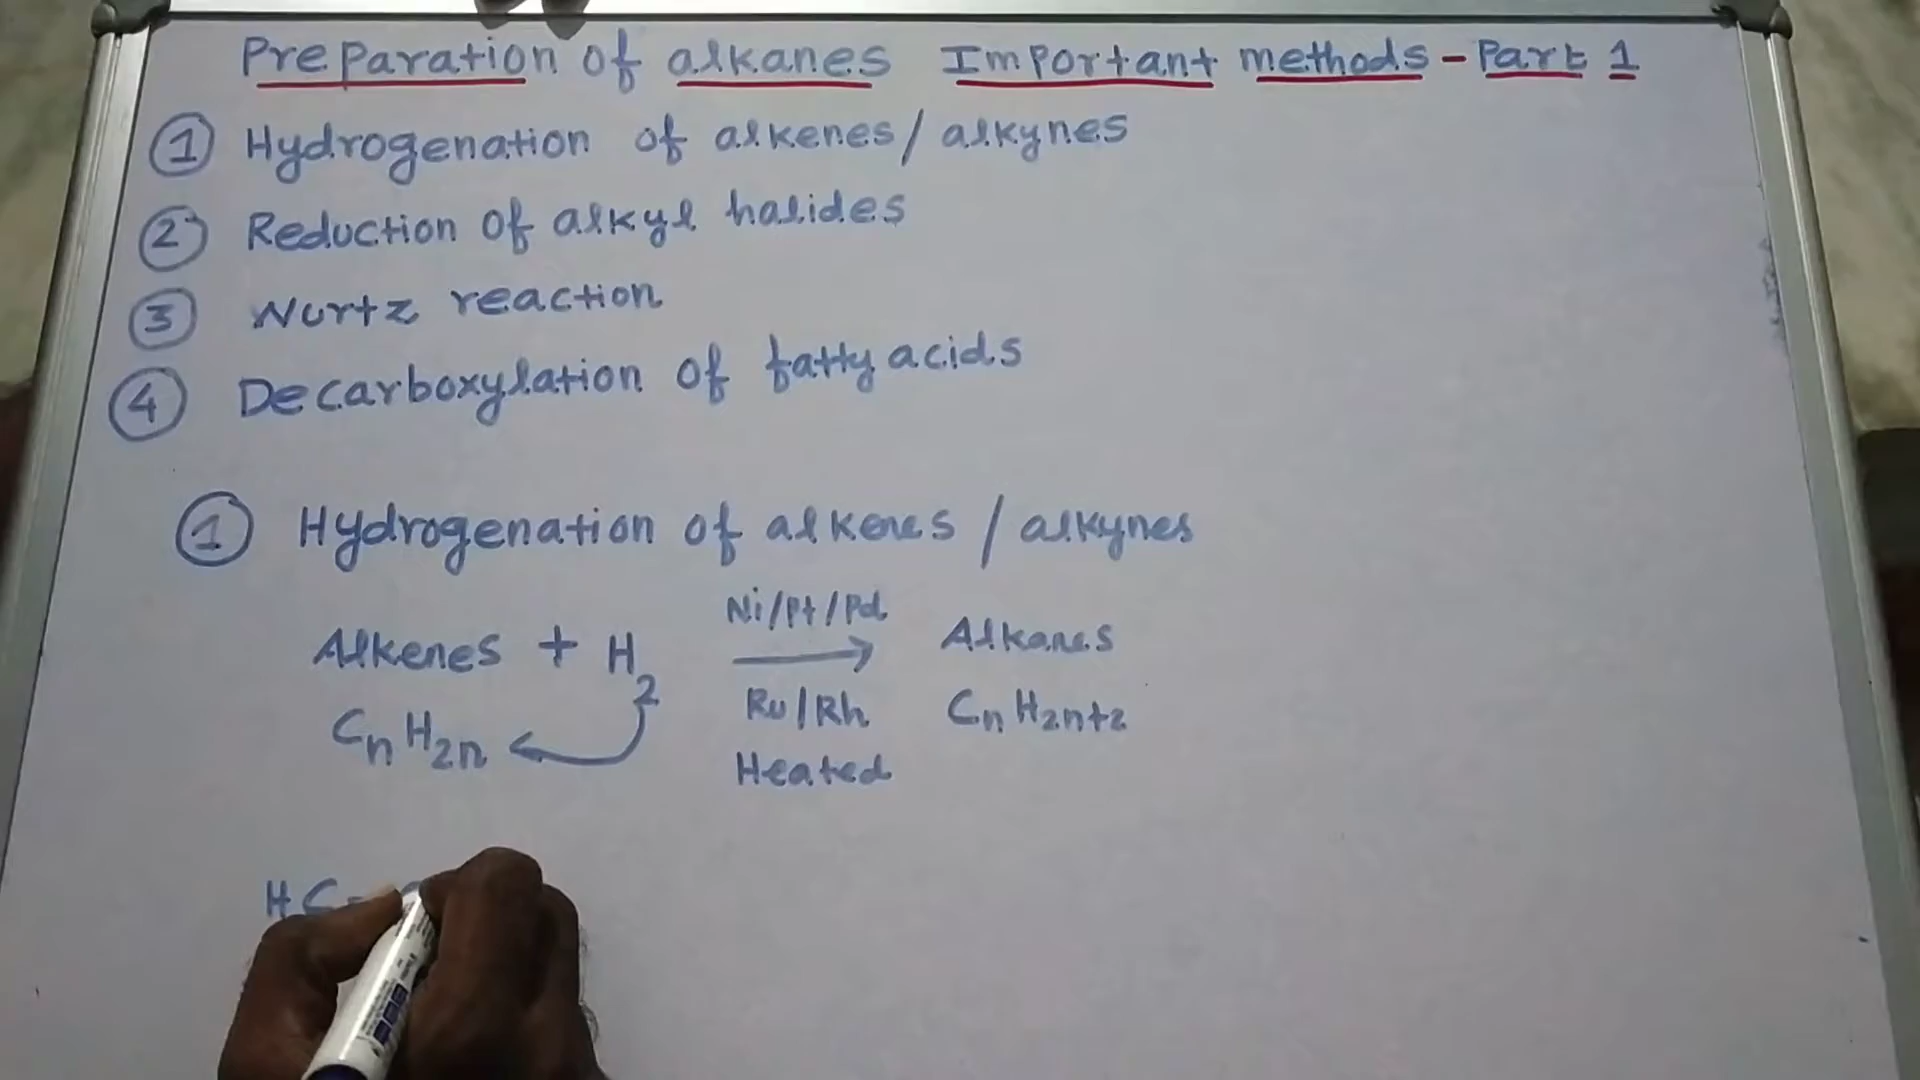 Preparation of alkanes Important methods - Part 1
① Hydrogenation of alkenes/alkynes
② Reduction of alkyl halides
③ Wurtz reaction
④ Decarboxylation of fatty acids
① Hydrogenation of alkenes / alkynes
Alkenes + H₂ Ni/Pt/Pd → Alkanes
CₙH₂ₙ Ru/Rh CₙH₂ₙ₊₂
Heated
HC